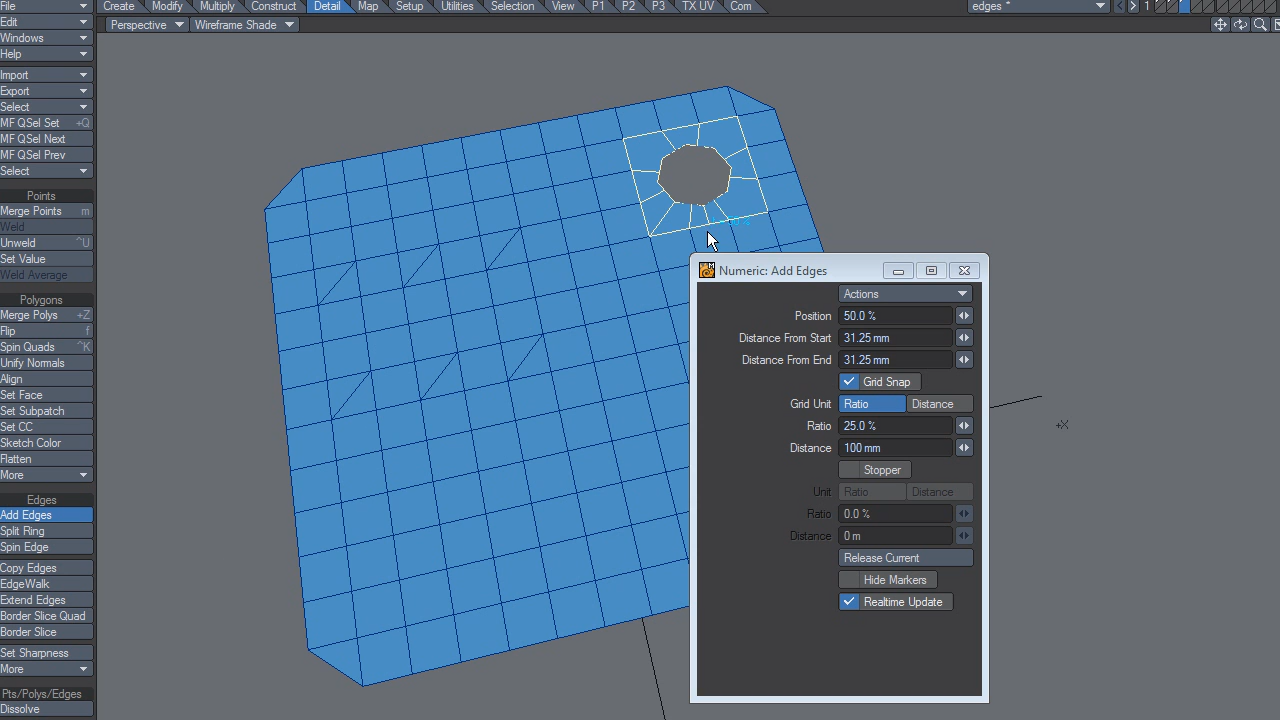 File
Create Modify Multiply Construct Detail Map Setup Utilities Selection View P1 P2 P3 TX UV Com
edges *
1
Edit
Perspective
Wireframe Shade
Windows
Help
Import
Export
Select
MF QSel Set +Q
MF QSel Next
MF QSel Prev
Select
Points
Merge Points m
Weld
Unweld ^U
Set Value
Weld Average
Polygons
Merge Polys +Z
Flip f
Spin Quads ^K
Unify Normals
Align
Set Face
Set Subpatch
Set CC
Sketch Color
Flatten
More
Edges
Add Edges
Split Ring
Spin Edge
Copy Edges
EdgeWalk
Extend Edges
Border Slice Quad
Border Slice
Set Sharpness
More
Pts/Polys/Edges
Dissolve
Numeric: Add Edges
Actions
Position 50.0 %
Distance From Start 31.25 mm
Distance From End 31.25 mm
Grid Snap
Grid Unit Ratio Distance
Ratio 25.0 %
Distance 100 mm
Stopper
Unit Ratio Distance
Ratio 0.0 %
Distance 0 m
Release Current
Hide Markers
Realtime Update
+X